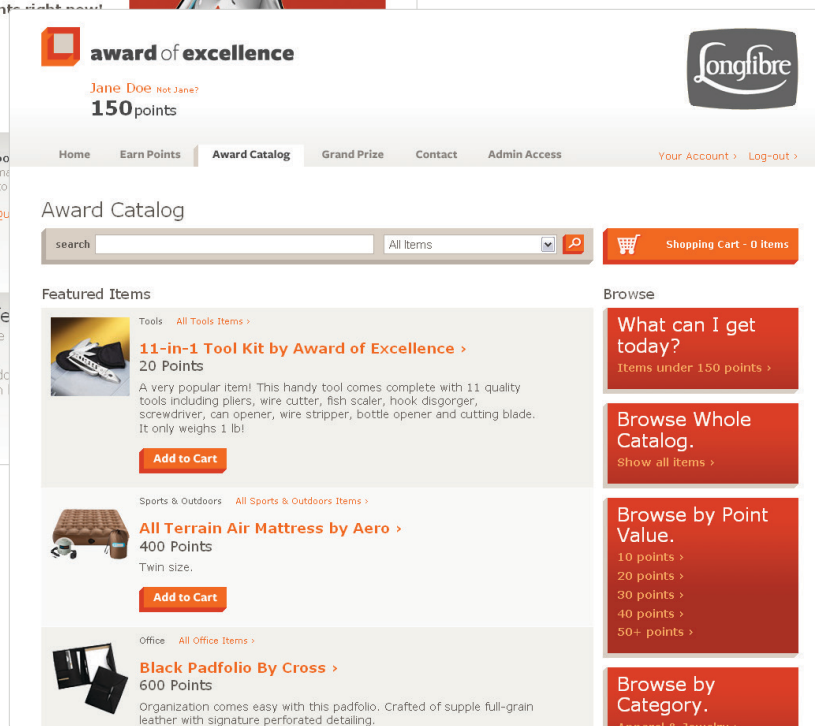 nts right now!
award of excellence
Longfibre
Jane Doe Not Jane?
150 points
Home Earn Points Award Catalog Grand Prize Contact Admin Access
Your Account › Log-out ›
Award Catalog
search All Items
Shopping Cart - 0 items
Featured Items
Tools All Tools Items ›
11-in-1 Tool Kit by Award of Excellence ›
20 Points
A very popular item! This handy tool comes complete with 11 quality
tools including pliers, wire cutter, fish scaler, hook disgorger,
screwdriver, can opener, wire stripper, bottle opener and cutting blade.
It only weighs 1 lb!
Add to Cart
Sports & Outdoors All Sports & Outdoors Items ›
All Terrain Air Mattress by Aero ›
400 Points
Twin size.
Add to Cart
Office All Office Items ›
Black Padfolio By Cross ›
600 Points
Organization comes easy with this padfolio. Crafted of supple full-grain
leather with signature perforated detailing.
Browse
What can I get
today?
Items under 150 points ›
Browse Whole
Catalog.
Show all items ›
Browse by Point
Value.
10 points ›
20 points ›
30 points ›
40 points ›
50+ points ›
Browse by
Category.
Apparel & Jewelry ›